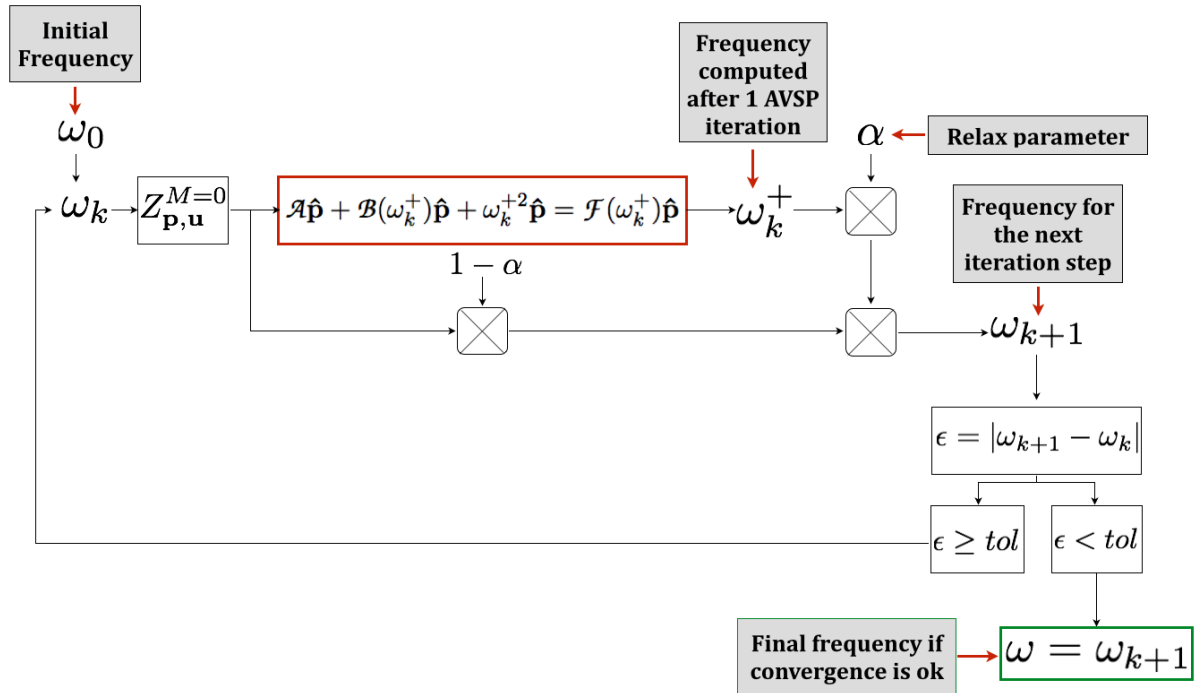 Initial
Frequency
ω₀
ωₖ
Z_{p,u}^{M=0}
𝒜p̂ + ℬ(ωₖ⁺)p̂ + ωₖ⁺²p̂ = ℱ(ωₖ⁺)p̂
Frequency
computed
after 1 AVSP
iteration
ωₖ⁺
α
Relax parameter
1 − α
Frequency for
the next
iteration step
ωₖ₊₁
ϵ = |ωₖ₊₁ − ωₖ|
ϵ ≥ tol
ϵ < tol
Final frequency if
convergence is ok
ω = ωₖ₊₁